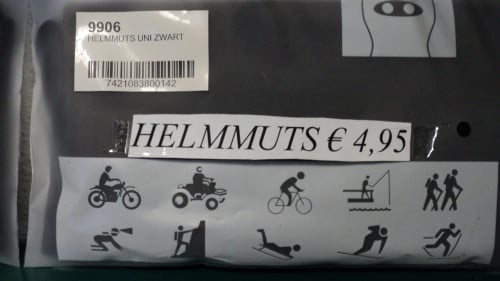 9906
HELMMUTS UNI ZWART
7421083800142
HELMMUTS € 4,95